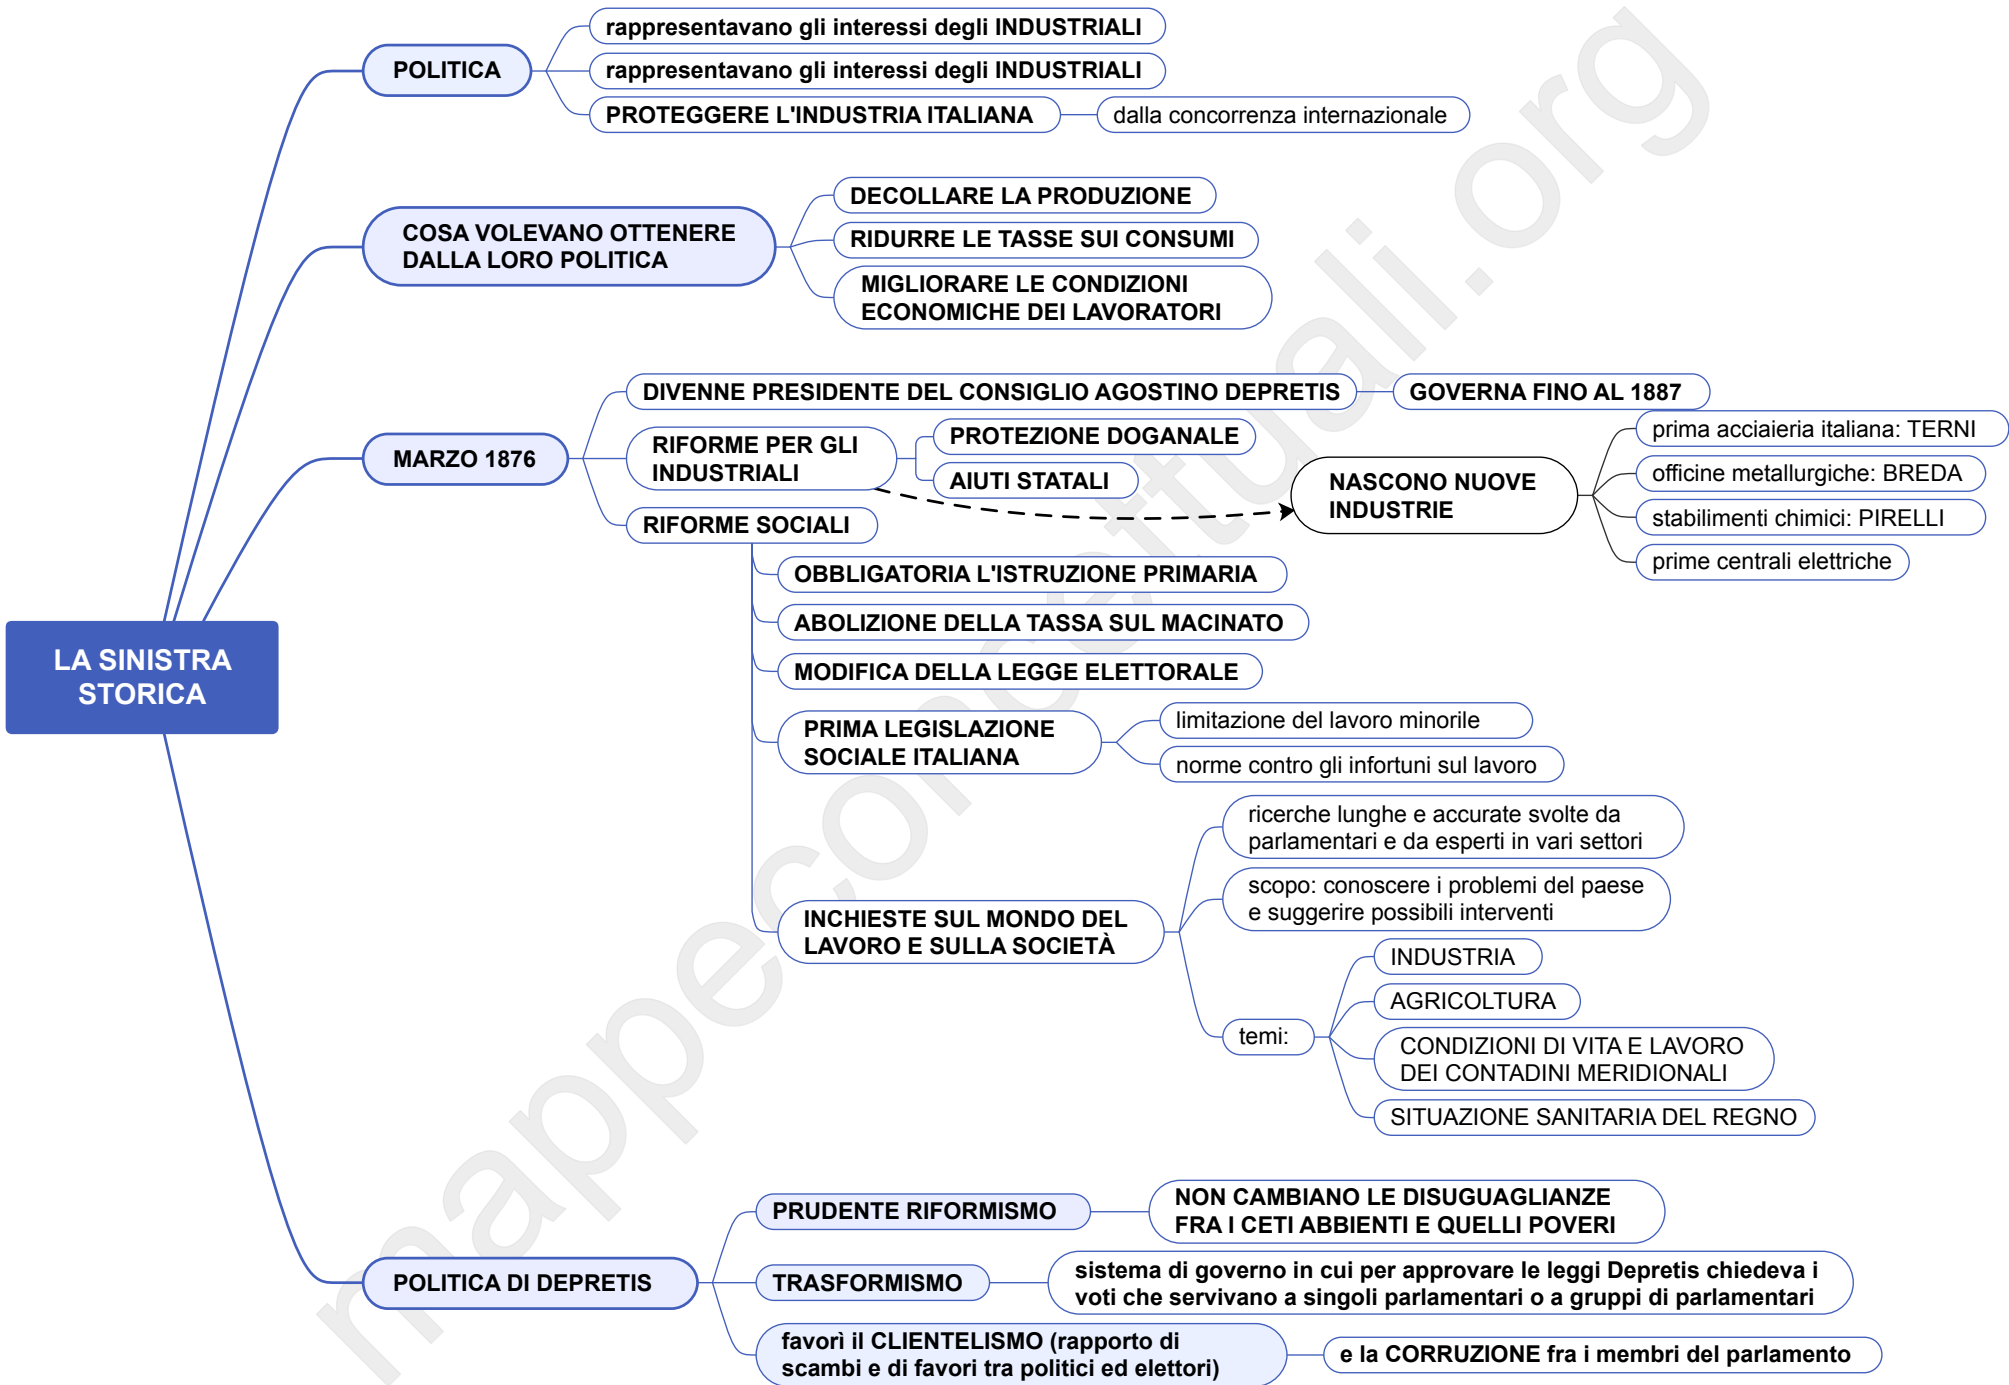 rappresentavano gli interessi degli INDUSTRIALI
POLITICA
rappresentavano gli interessi degli INDUSTRIALI
PROTEGGERE L'INDUSTRIA ITALIANA
dalla concorrenza internazionale
COSA VOLEVANO OTTENERE
DALLA LORO POLITICA
DECOLLARE LA PRODUZIONE
RIDURRE LE TASSE SUI CONSUMI
MIGLIORARE LE CONDIZIONI
ECONOMICHE DEI LAVORATORI
MARZO 1876
DIVENNE PRESIDENTE DEL CONSIGLIO AGOSTINO DEPRETIS
GOVERNA FINO AL 1887
RIFORME PER GLI
INDUSTRIALI
PROTEZIONE DOGANALE
AIUTI STATALI
NASCONO NUOVE
INDUSTRIE
prima acciaieria italiana: TERNI
officine metallurgiche: BREDA
stabilimenti chimici: PIRELLI
prime centrali elettriche
RIFORME SOCIALI
OBBLIGATORIA L'ISTRUZIONE PRIMARIA
ABOLIZIONE DELLA TASSA SUL MACINATO
MODIFICA DELLA LEGGE ELETTORALE
PRIMA LEGISLAZIONE
SOCIALE ITALIANA
limitazione del lavoro minorile
norme contro gli infortuni sul lavoro
INCHIESTE SUL MONDO DEL
LAVORO E SULLA SOCIETÀ
ricerche lunghe e accurate svolte da
parlamentari e da esperti in vari settori
scopo: conoscere i problemi del paese
e suggerire possibili interventi
temi:
INDUSTRIA
AGRICOLTURA
CONDIZIONI DI VITA E LAVORO
DEI CONTADINI MERIDIONALI
SITUAZIONE SANITARIA DEL REGNO
LA SINISTRA
STORICA
POLITICA DI DEPRETIS
PRUDENTE RIFORMISMO
NON CAMBIANO LE DISUGUAGLIANZE
FRA I CETI ABBIENTI E QUELLI POVERI
TRASFORMISMO
sistema di governo in cui per approvare le leggi Depretis chiedeva i
voti che servivano a singoli parlamentari o a gruppi di parlamentari
favorì il CLIENTELISMO (rapporto di
scambi e di favori tra politici ed elettori)
e la CORRUZIONE fra i membri del parlamento
mappeconcettuali.org